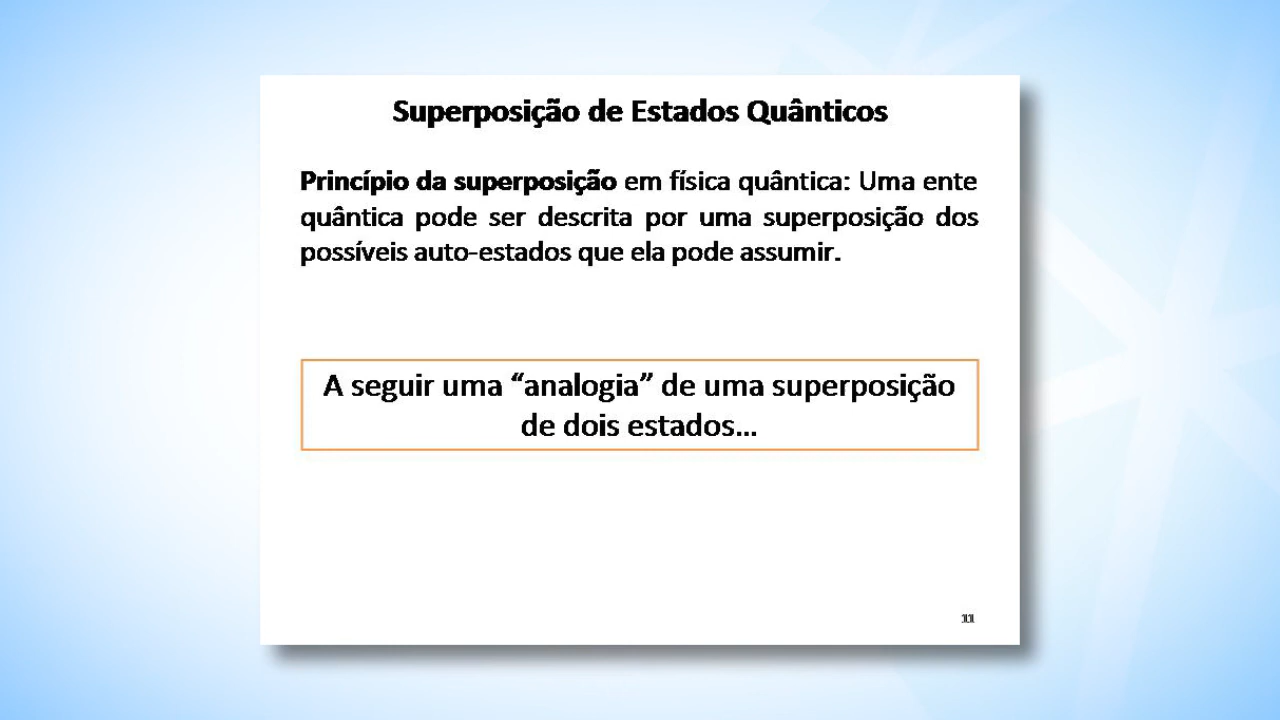 Superposição de Estados Quânticos
Princípio da superposição em física quântica: Uma ente
quântica pode ser descrita por uma superposição dos
possíveis auto-estados que ela pode assumir.
A seguir uma “analogia” de uma superposição
de dois estados...
11